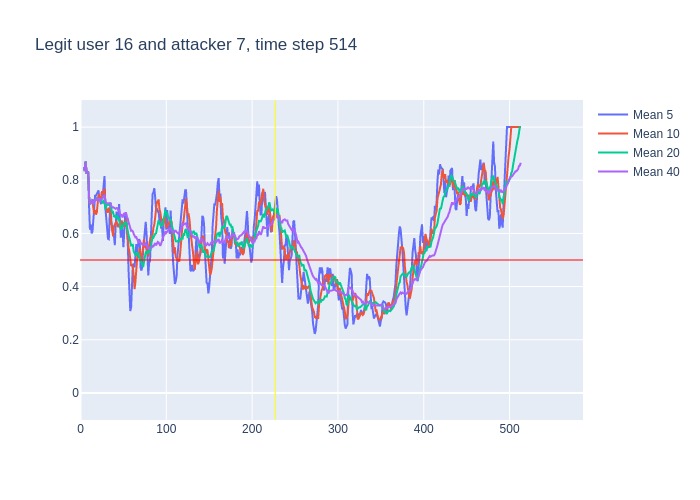 Legit user 16 and attacker 7, time step 514
Mean 5
Mean 10
Mean 20
Mean 40
1
0.8
0.6
0.4
0.2
0
0 100 200 300 400 500